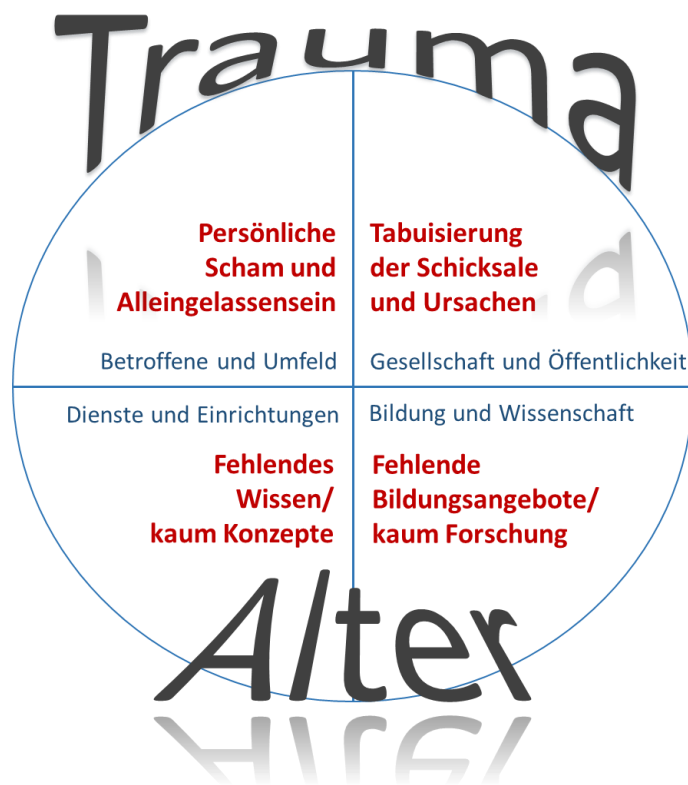 Trauma
Persönliche
Scham und
Alleingelassensein
Betroffene und Umfeld
Tabuisierung
der Schicksale
und Ursachen
Gesellschaft und Öffentlichkeit
Dienste und Einrichtungen
Fehlendes
Wissen/
kaum Konzepte
Bildung und Wissenschaft
Fehlende
Bildungsangebote/
kaum Forschung
Alter